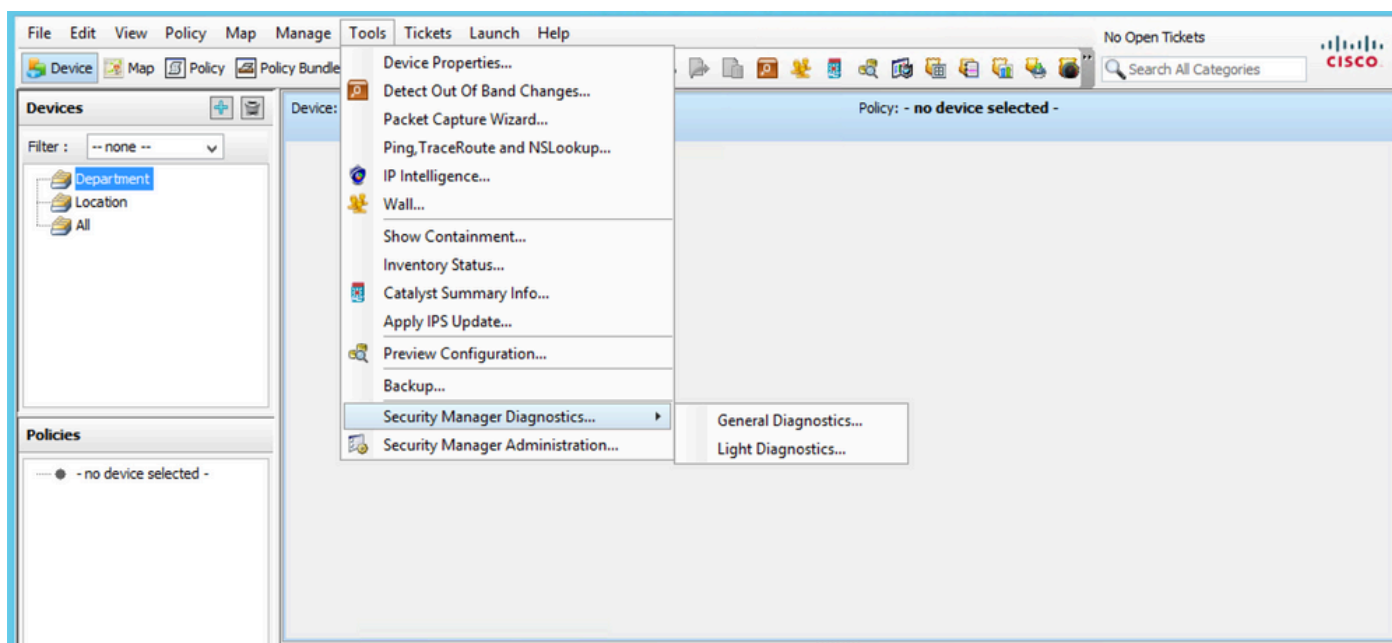 File Edit View Policy Map Manage Tools Tickets Launch Help
No Open Tickets
Device Map Policy Policy Bundle
Search All Categories
CISCO
Devices
Filter : -- none --
Department
Location
All
Device:
Policy: - no device selected -
Device Properties...
Detect Out Of Band Changes...
Packet Capture Wizard...
Ping,TraceRoute and NSLookup...
IP Intelligence...
Wall...
Show Containment...
Inventory Status...
Catalyst Summary Info...
Apply IPS Update...
Preview Configuration...
Backup...
Security Manager Diagnostics...
Security Manager Administration...
General Diagnostics...
Light Diagnostics...
Policies
- no device selected -